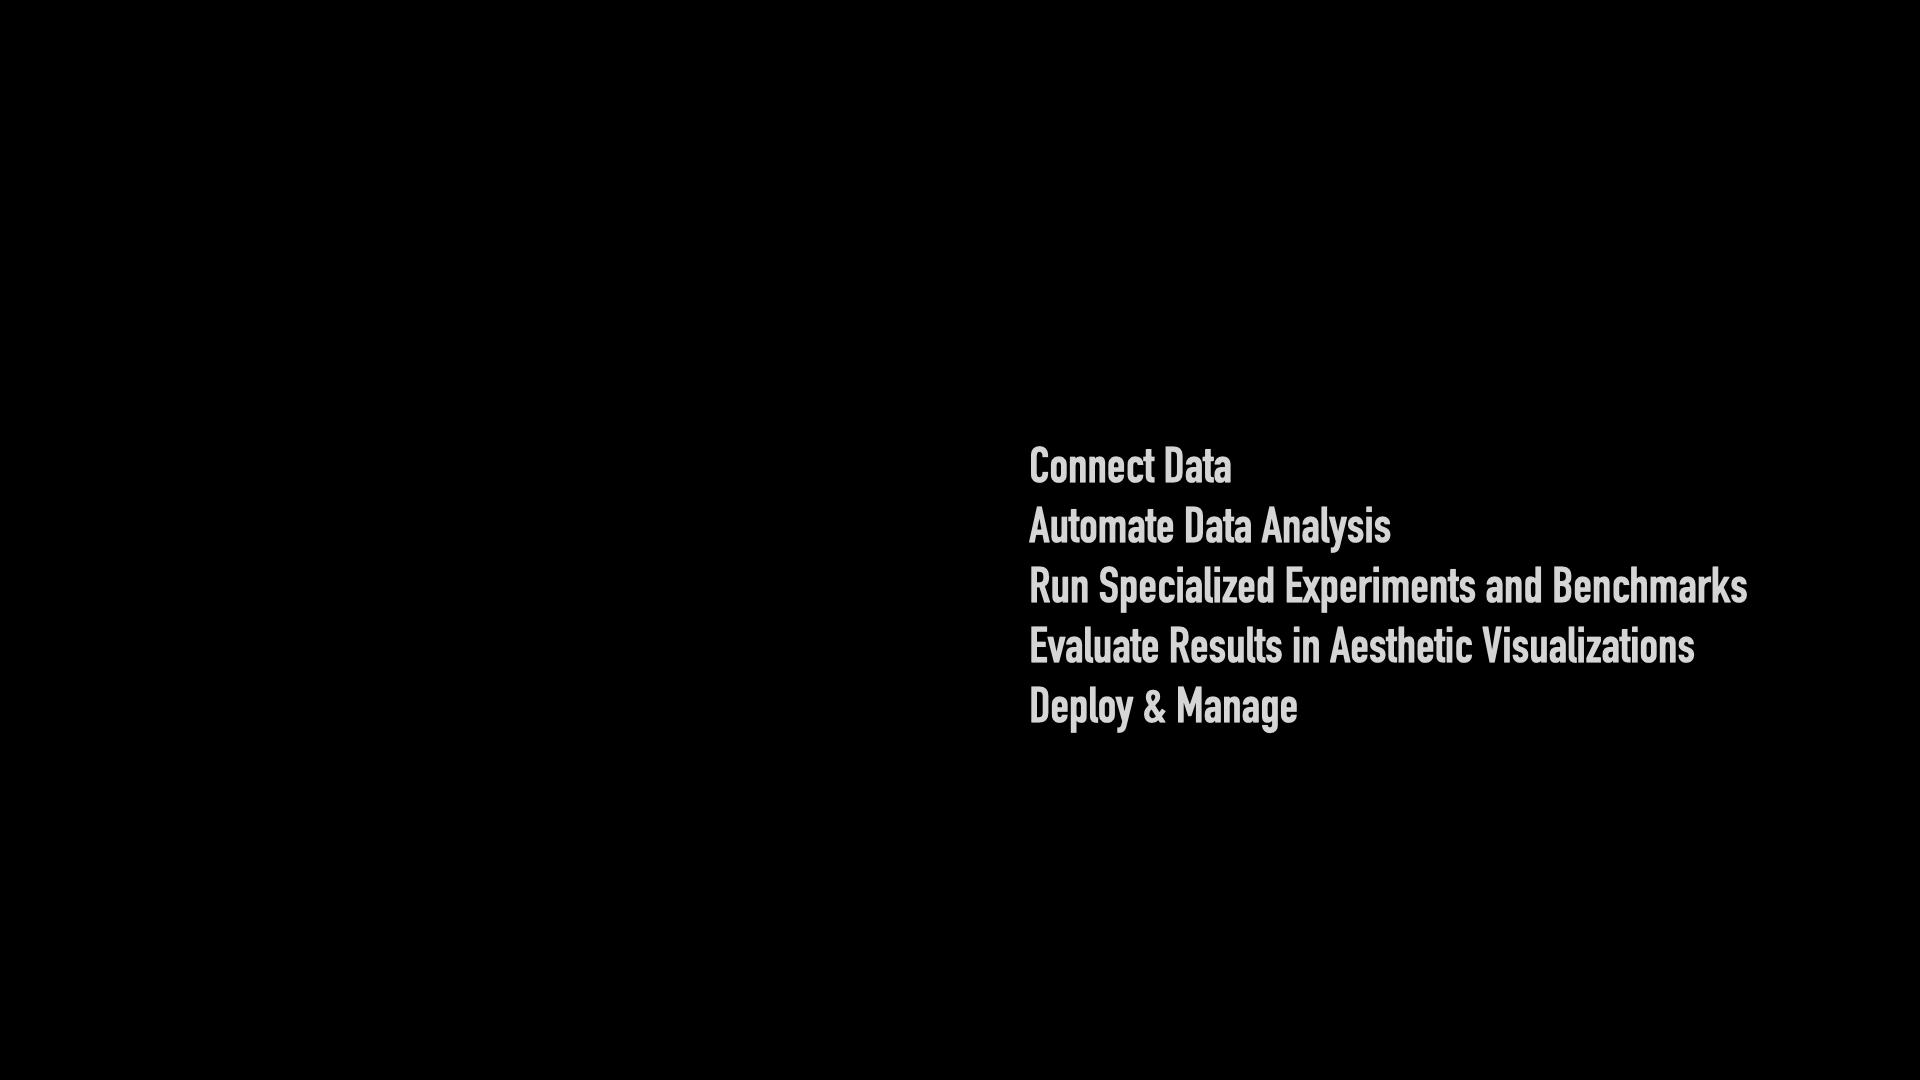 Connect Data
Automate Data Analysis
Run Specialized Experiments and Benchmarks
Evaluate Results in Aesthetic Visualizations
Deploy & Manage